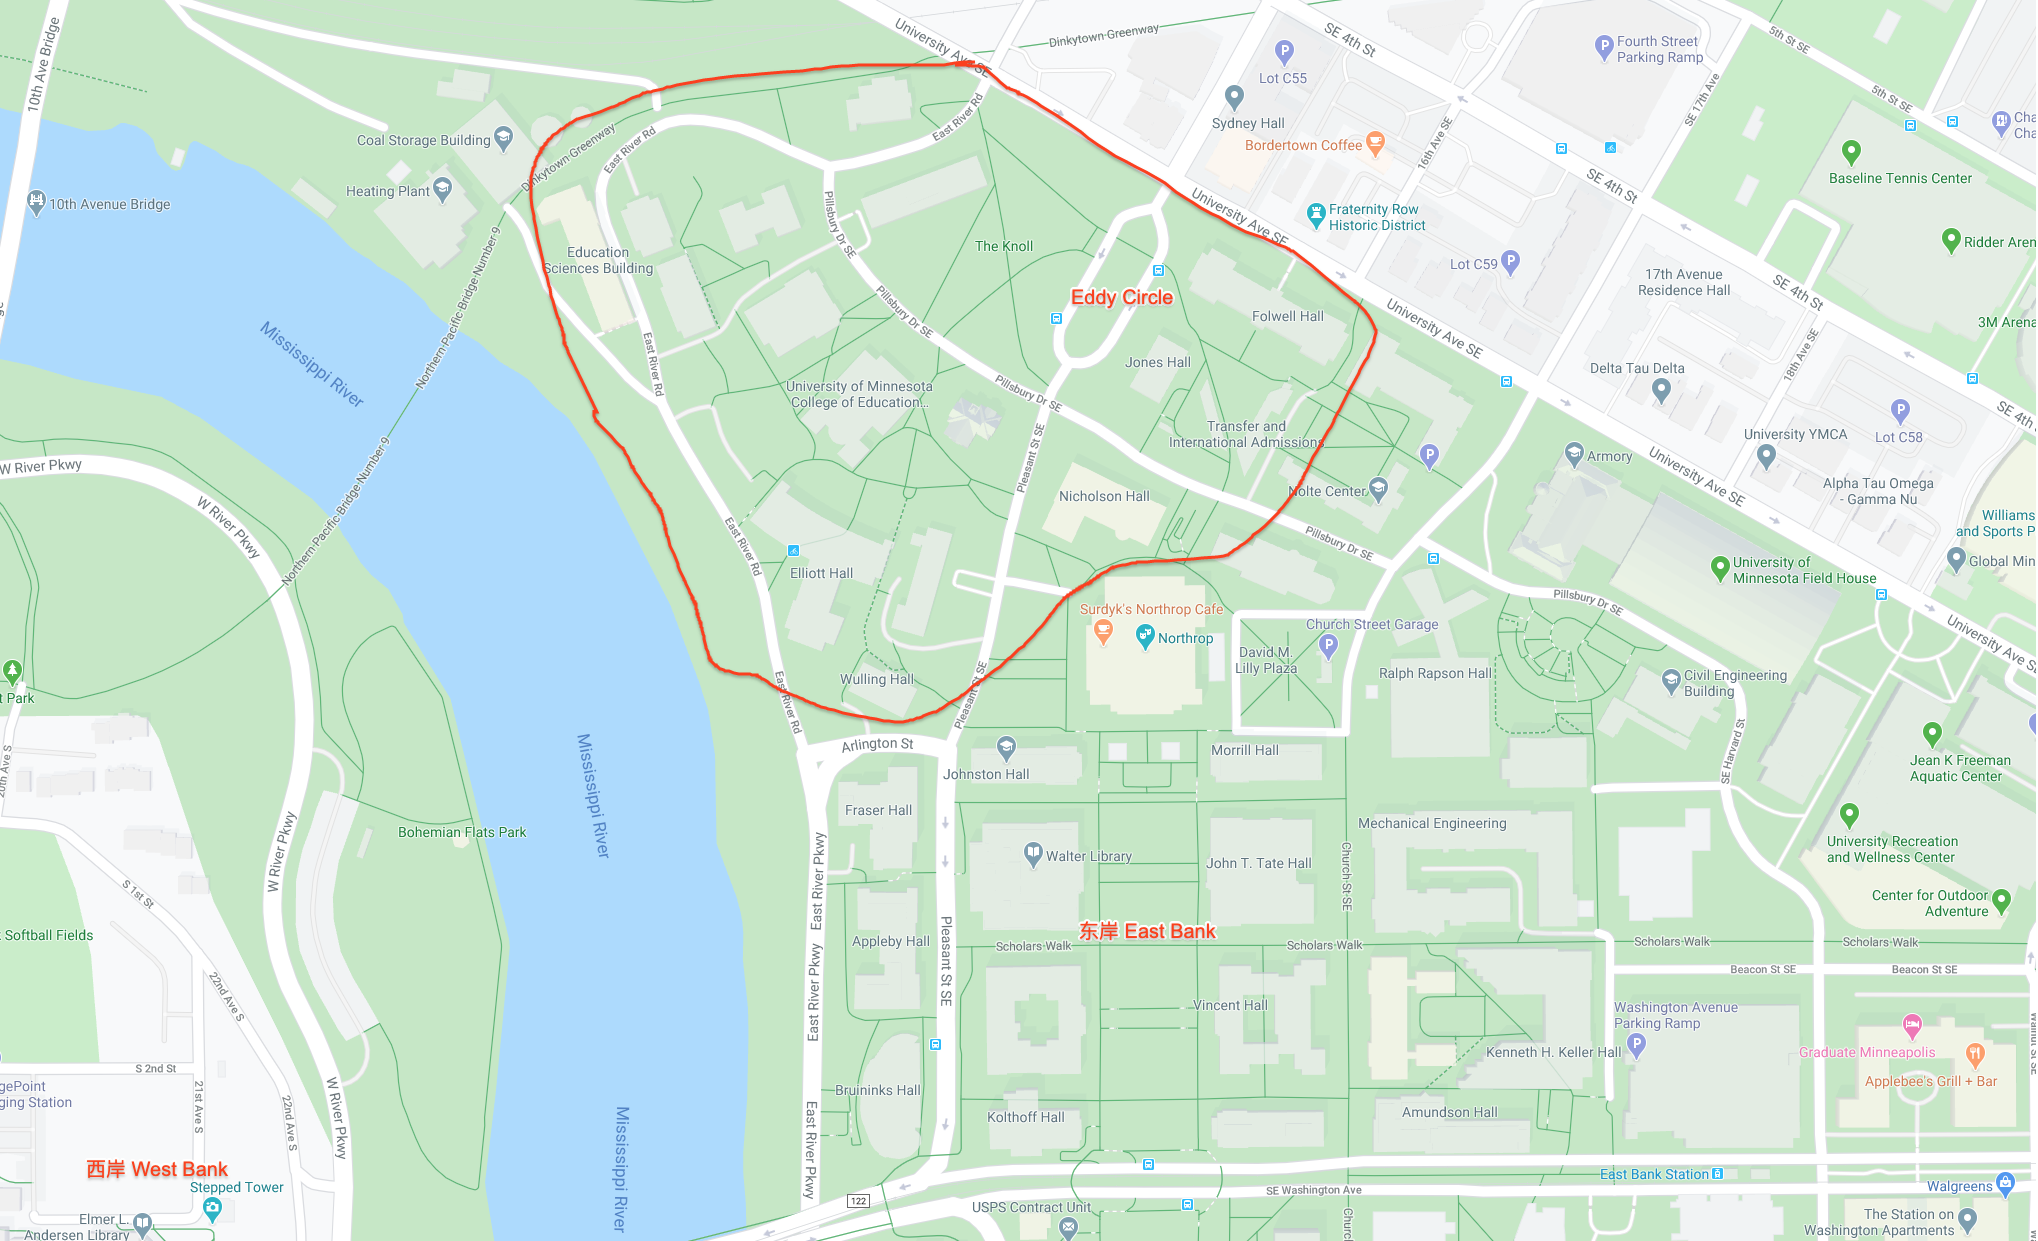 10th Ave Bridge
University Ave SE
Dinkytown Greenway
SE 4th St
Fourth Street
Parking Ramp
5th St SE
Lot C55
SE 17th Ave
5th St SE
Sydney Hall
Bordertown Coffee
16th Ave SE
Coal Storage Building
Dinkytown Greenway
East River Rd
East River Rd
Cha
Cha
SE 4th St
Baseline Tennis Center
Heating Plant
10th Avenue Bridge
Pillsbury Dr SE
University Ave SE
Fraternity Row
Historic District
Ridder Aren
Northern Pacific Bridge Number 9
Education
Sciences Building
The Knoll
Lot C59
17th Avenue
Residence Hall
SE 4th St
Eddy Circle
Pillsbury Dr SE
Folwell Hall
University Ave SE
3M Arena
Mississippi River
East River Rd
Jones Hall
18th Ave SE
Delta Tau Delta
University of Minnesota
College of Education...
Pillsbury Dr SE
SE 4th
Transfer and
International Admissions
University YMCA
Lot C58
W River Pkwy
Pleasant St SE
Armory
University Ave SE
Alpha Tau Omega
- Gamma Nu
Nicholson Hall
Nolte Center
W River Pkwy
Northern Pacific Bridge Number 9
East River Rd
Pillsbury Dr SE
Williams
and Sports P
Elliott Hall
University of
Minnesota Field House
Global Min
Surdyk's Northrop Cafe
Northrop
Church Street Garage
Pillsbury Dr SE
University Ave SE
David M.
Lilly Plaza
Ralph Rapson Hall
Civil Engineering
Building
t Park
Wulling Hall
East River Rd
Pleasant St SE
Arlington St
Johnston Hall
Morrill Hall
SE Harvard St
Jean K Freeman
Aquatic Center
20th Ave S
Mississippi River
Fraser Hall
Mechanical Engineering
Bohemian Flats Park
W River Pkwy
East River Pkwy
Walter Library
John T. Tate Hall
Church St SE
University Recreation
and Wellness Center
S 1st St
Center for Outdoor
Adventure
Softball Fields
Appleby Hall
Pleasant St SE
东岸 East Bank
Scholars Walk
Scholars Walk
Scholars Walk
Scholars Walk
Beacon St SE
Beacon St SE
22nd Ave S
East River Pkwy
Vincent Hall
Washington Avenue
Parking Ramp
Walnut St SE
Kenneth H. Keller Hall
Graduate Minneapolis
S 2nd St
gePoint
ging Station
21st Ave S
22nd Ave S
W River Pkwy
Bruininks Hall
Applebee's Grill + Bar
Kolthoff Hall
Amundson Hall
Mississippi River
East River Pkwy
西岸 West Bank
Stepped Tower
East Bank Station
Walgreens
122
SE Washington Ave
USPS Contract Unit
Church
Elmer L.
Andersen Library
The Station on
Washington Apartments